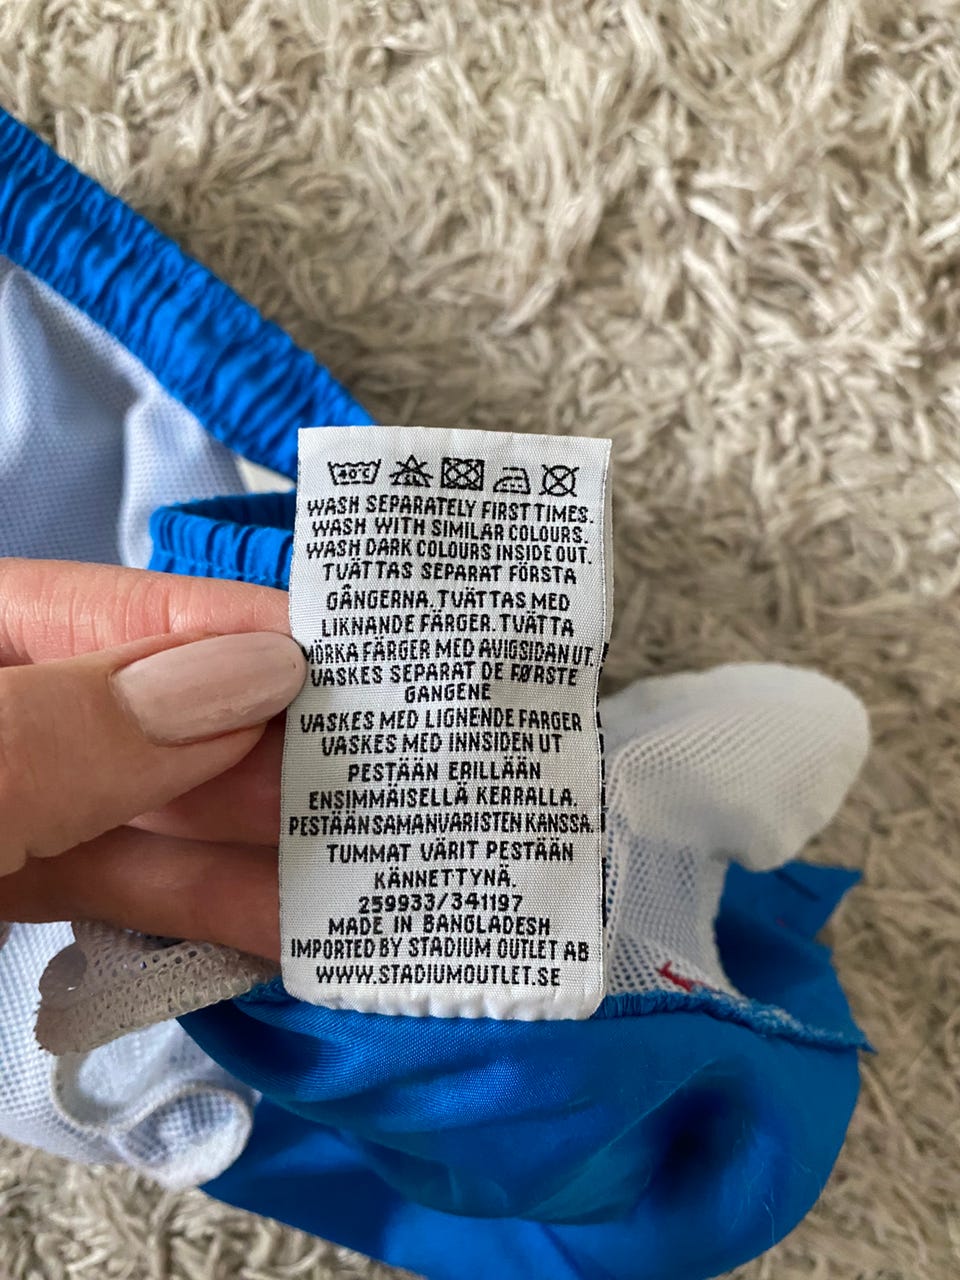 40°C
WASH SEPARATELY FIRST TIMES.
WASH WITH SIMILAR COLOURS.
WASH DARK COLOURS INSIDE OUT.
TVÄTTAS SEPARAT FÖRSTA
GÅNGERNA. TVÄTTAS MED
LIKNANDE FÄRGER. TVÄTTA
MÖRKA FÄRGER MED AVIGSIDAN UT.
VASKES SEPARAT DE FØRSTE
GANGENE
VASKES MED LIGNENDE FARGER
VASKES MED INNSIDEN UT
PESTÄÄN ERILLÄÄN
ENSIMMÄISELLÄ KERRALLA.
PESTÄÄN SAMANVÄRISTEN KANSSA.
TUMMAT VÄRIT PESTÄÄN
KÄNNETTYNÄ.
259933/341197
MADE IN BANGLADESH
IMPORTED BY STADIUM OUTLET AB
WWW.STADIUMOUTLET.SE